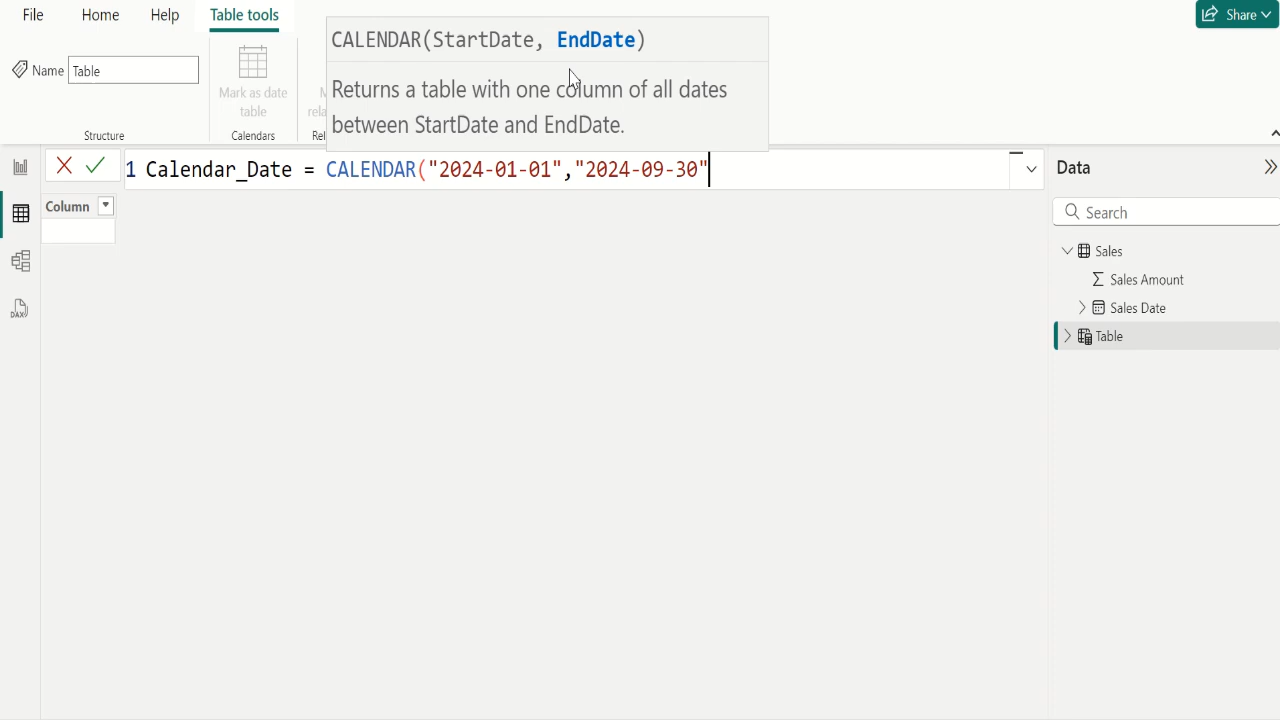 File Home Help Table tools Share
CALENDAR(StartDate, EndDate)
Name Table
Mark as date
table
Returns a table with one column of all dates
between StartDate and EndDate.
Structure Calendars
1 Calendar_Date = CALENDAR("2024-01-01","2024-09-30"
Data
Column
Search
Sales
Sales Amount
Sales Date
Table
DAX